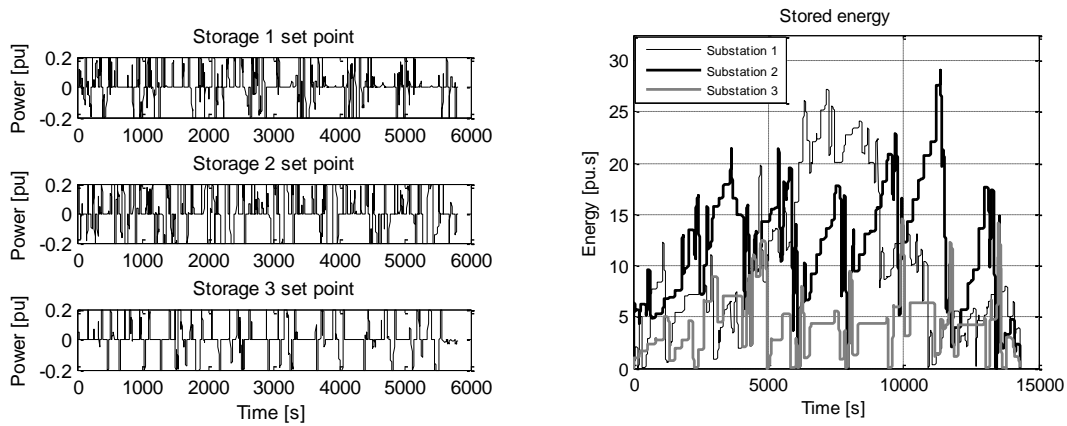 Storage 1 set point
Power [pu]
0.2
0
-0.2
0 1000 2000 3000 4000 5000 6000
Storage 2 set point
Power [pu]
0.2
0
-0.2
0 1000 2000 3000 4000 5000 6000
Storage 3 set point
Power [pu]
0.2
0
-0.2
0 1000 2000 3000 4000 5000 6000
Time [s]
Stored energy
Substation 1
Substation 2
Substation 3
Energy [pu.s]
30
25
20
15
10
5
0
0 5000 10000 15000
Time [s]